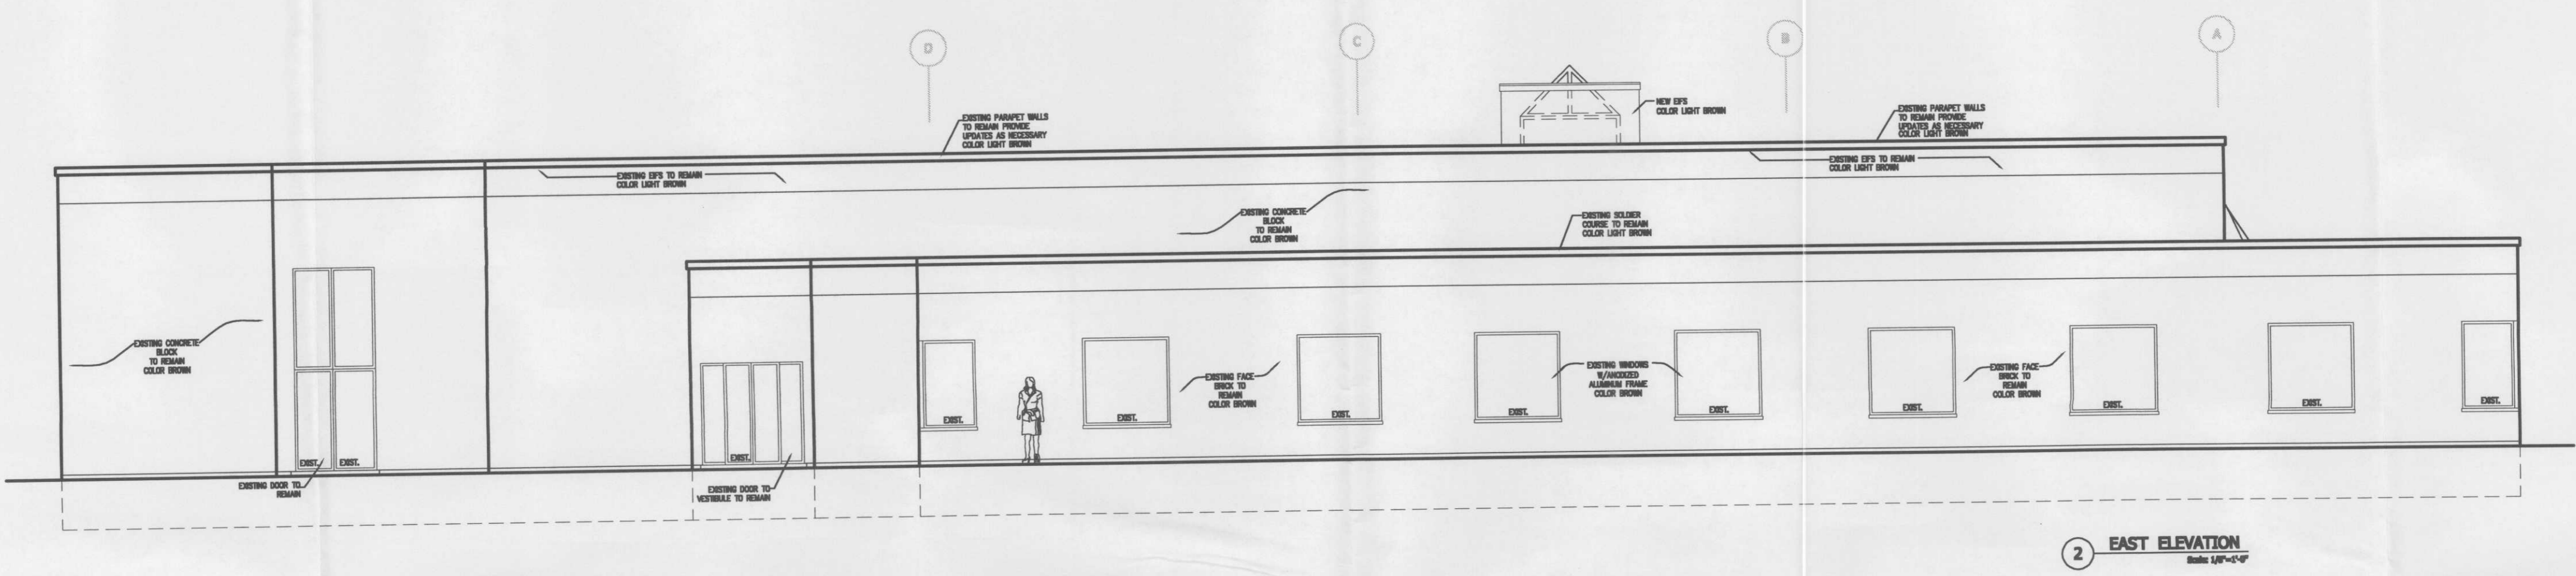 D
C
B
A
EXISTING PARAPET WALLS
TO REMAIN PROVIDE
UPDATES AS NECESSARY
COLOR LIGHT BROWN
NEW EIFS
COLOR LIGHT BROWN
EXISTING PARAPET WALLS
TO REMAIN PROVIDE
UPDATES AS NECESSARY
COLOR LIGHT BROWN
EXISTING EIFS TO REMAIN
COLOR LIGHT BROWN
EXISTING EIFS TO REMAIN
COLOR LIGHT BROWN
EXISTING CONCRETE
BLOCK
TO REMAIN
COLOR BROWN
EXISTING SOLDIER
COURSE TO REMAIN
COLOR LIGHT BROWN
EXISTING CONCRETE
BLOCK
TO REMAIN
COLOR BROWN
EXISTING FACE
BRICK TO
REMAIN
COLOR BROWN
EXISTING WINDOWS
W/ANODIZED
ALUMINUM FRAME
COLOR BROWN
EXISTING FACE
BRICK TO
REMAIN
COLOR BROWN
EXIST.
EXIST.
EXIST.
EXIST.
EXIST.
EXIST.
EXIST.
EXIST.
EXIST.
EXIST.
EXIST.
EXIST.
EXISTING DOOR TO
REMAIN
EXISTING DOOR TO
VESTIBULE TO REMAIN
2
EAST ELEVATION
Scale: 1/8"=1'-0"